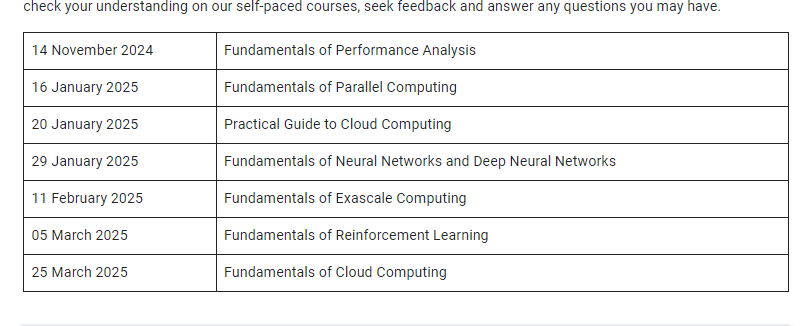 check your understanding on our self-paced courses, seek feedback and answer any questions you may have.
14 November 2024 Fundamentals of Performance Analysis
16 January 2025 Fundamentals of Parallel Computing
20 January 2025 Practical Guide to Cloud Computing
29 January 2025 Fundamentals of Neural Networks and Deep Neural Networks
11 February 2025 Fundamentals of Exascale Computing
05 March 2025 Fundamentals of Reinforcement Learning
25 March 2025 Fundamentals of Cloud Computing